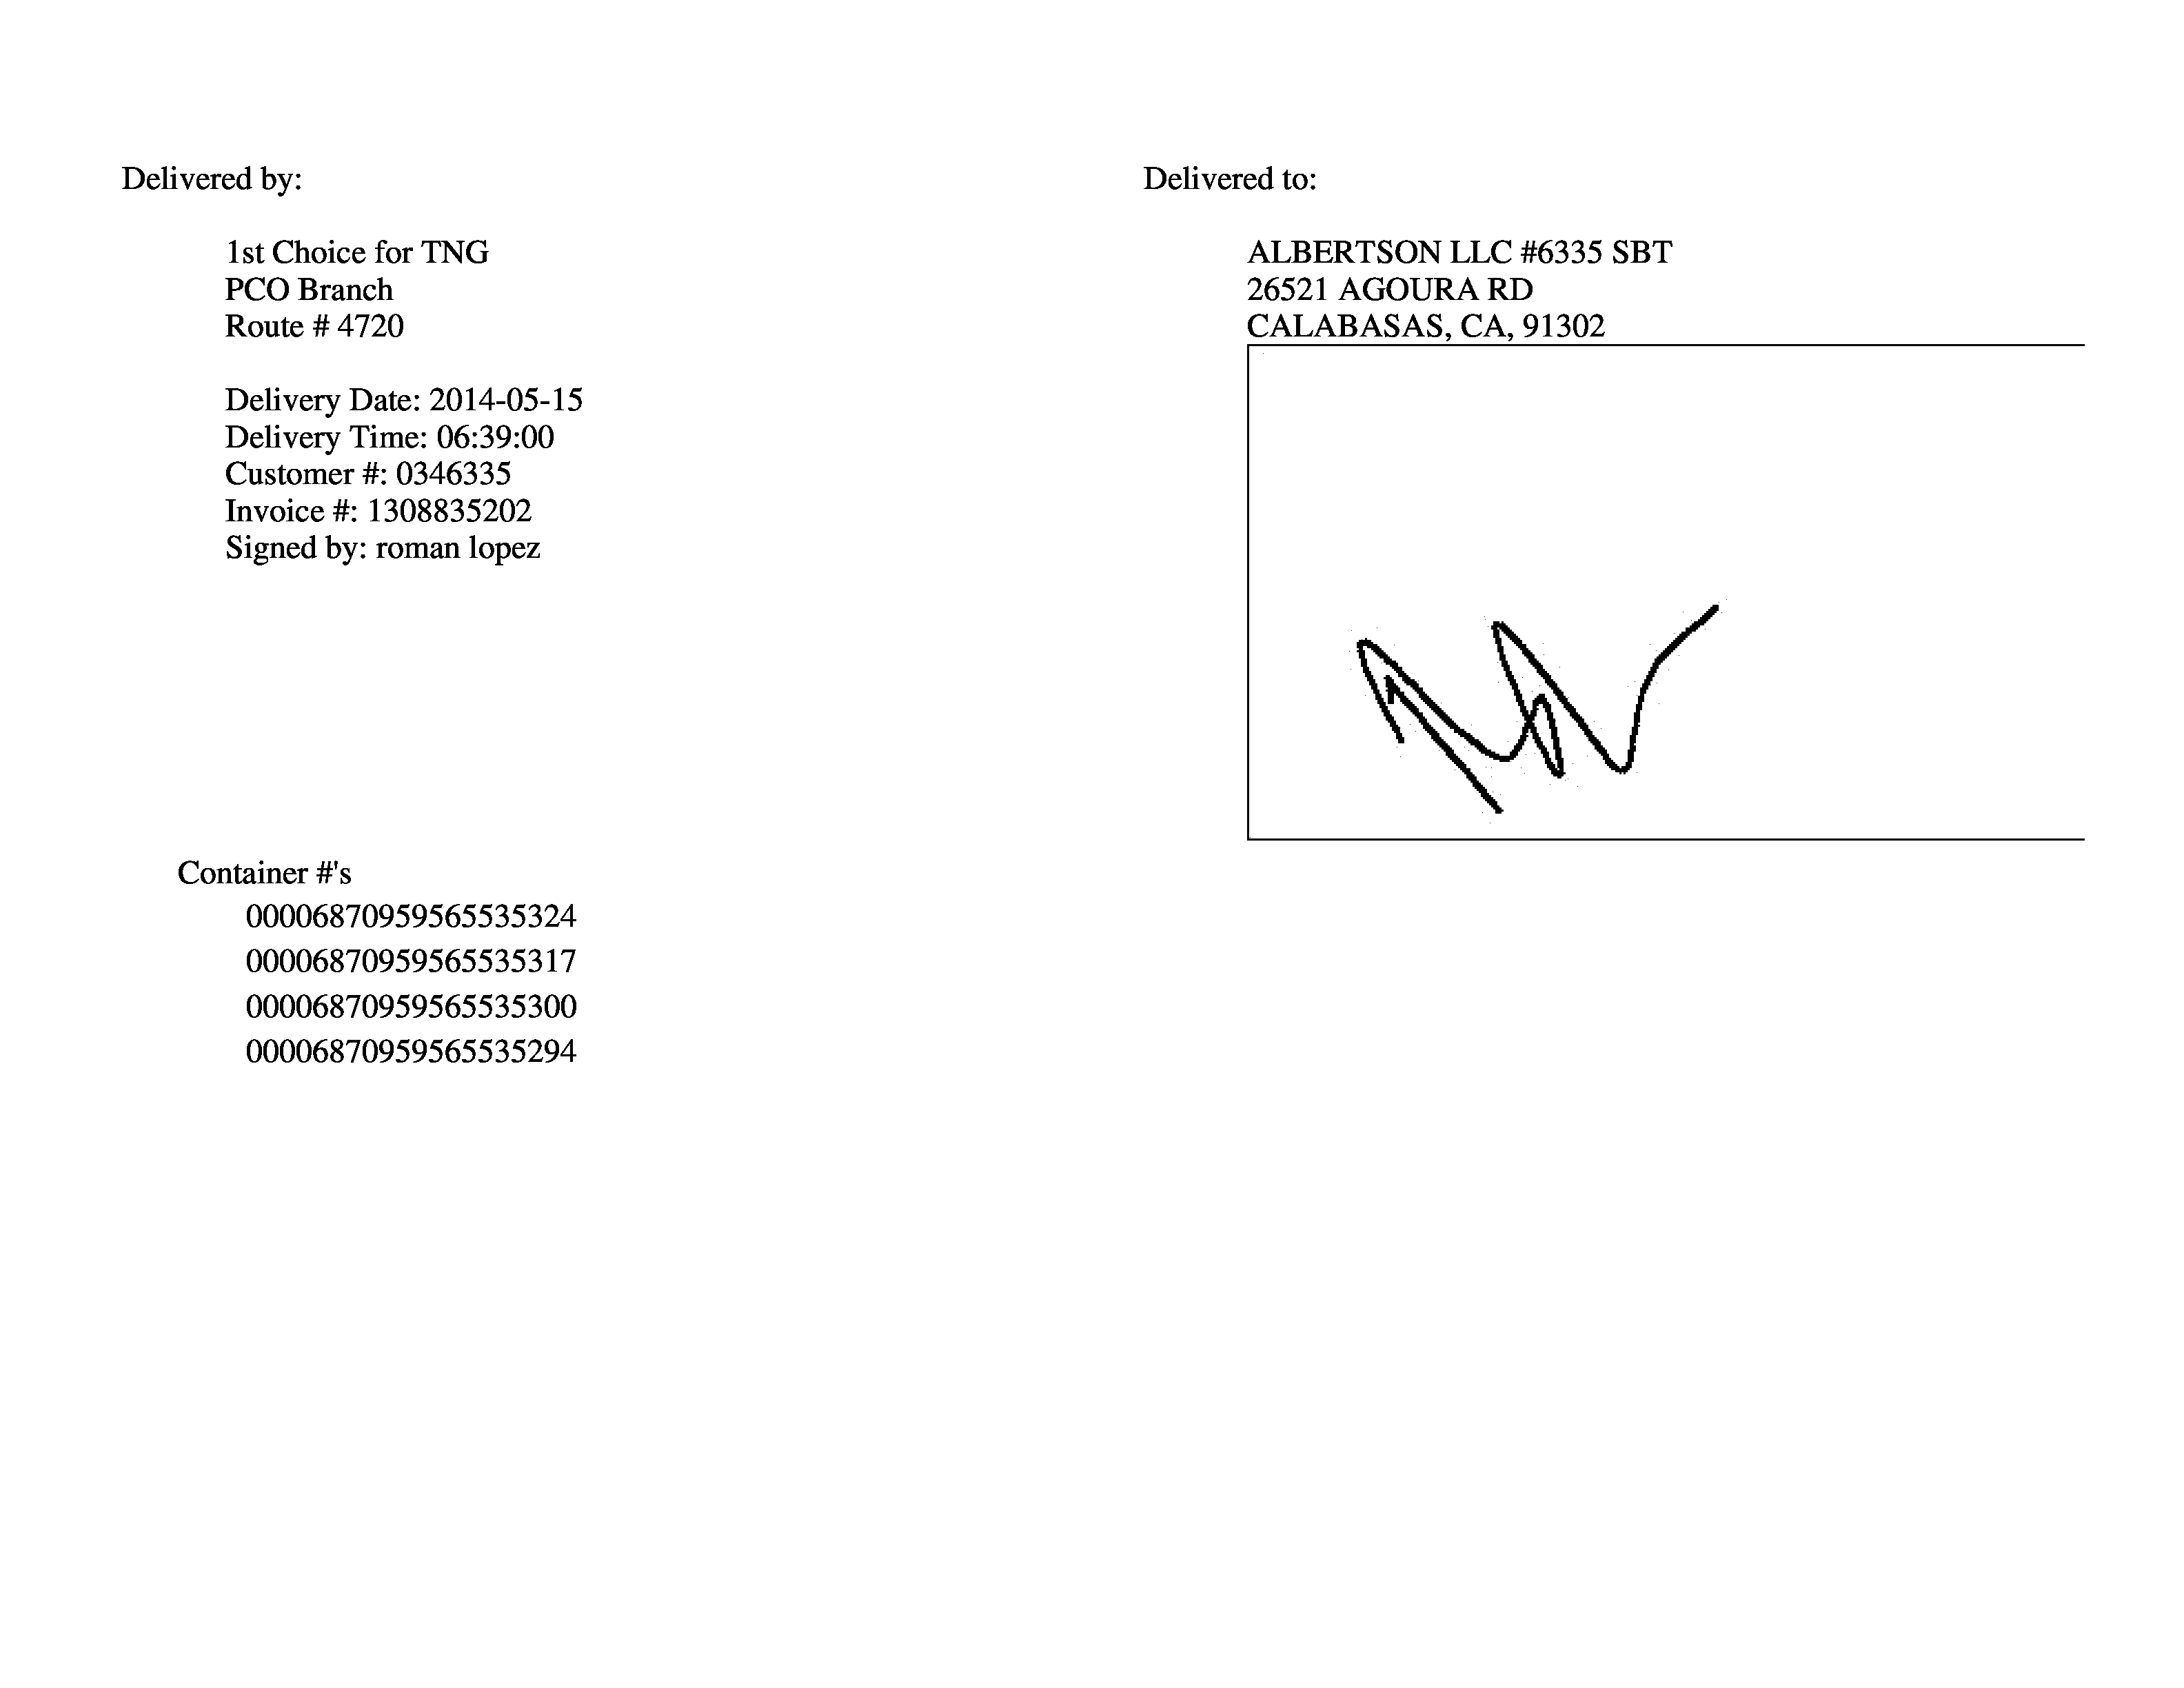 Delivered by:
1st Choice for TNG
PCO Branch
Route # 4720
Delivery Date: 2014-05-15
Delivery Time: 06:39:00
Customer #: 0346335
Invoice #: 1308835202
Signed by: roman lopez
Delivered to:
ALBERTSON LLC #6335 SBT
26521 AGOURA RD
CALABASAS, CA, 91302
Container #'s
00006870959565535324
00006870959565535317
00006870959565535300
00006870959565535294